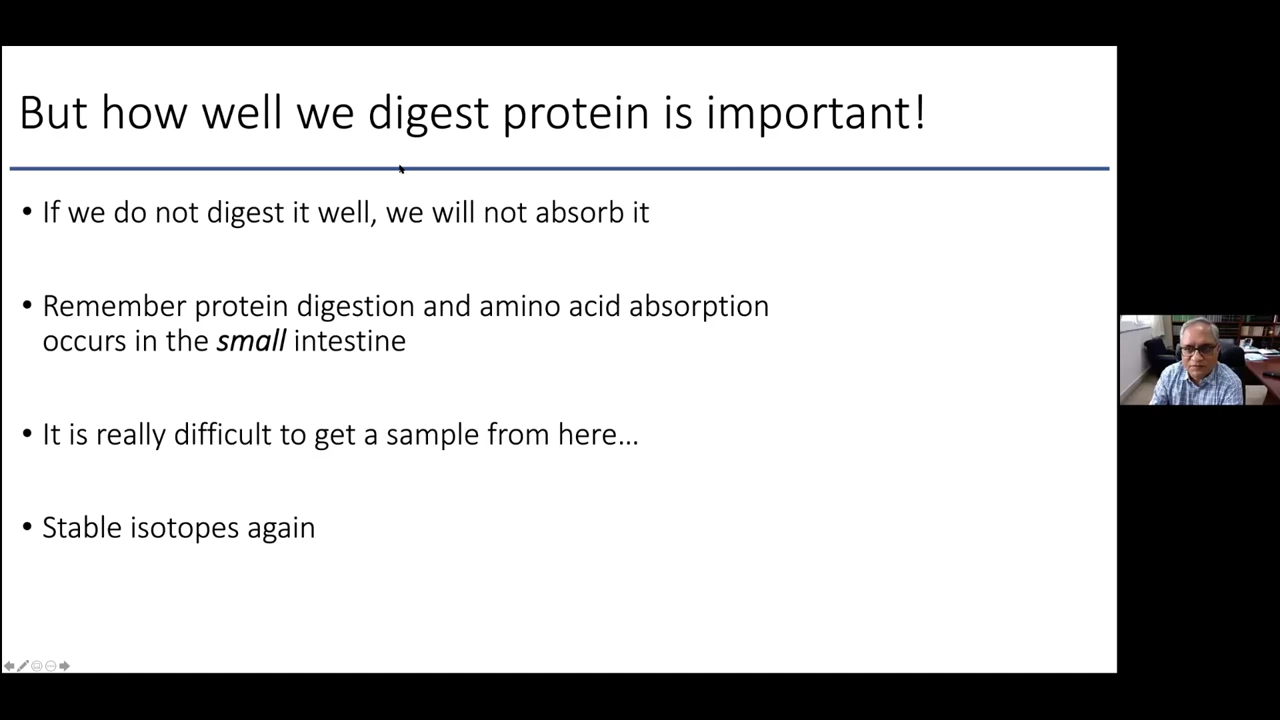 But how well we digest protein is important!
• If we do not digest it well, we will not absorb it
• Remember protein digestion and amino acid absorption
occurs in the small intestine
• It is really difficult to get a sample from here...
• Stable isotopes again